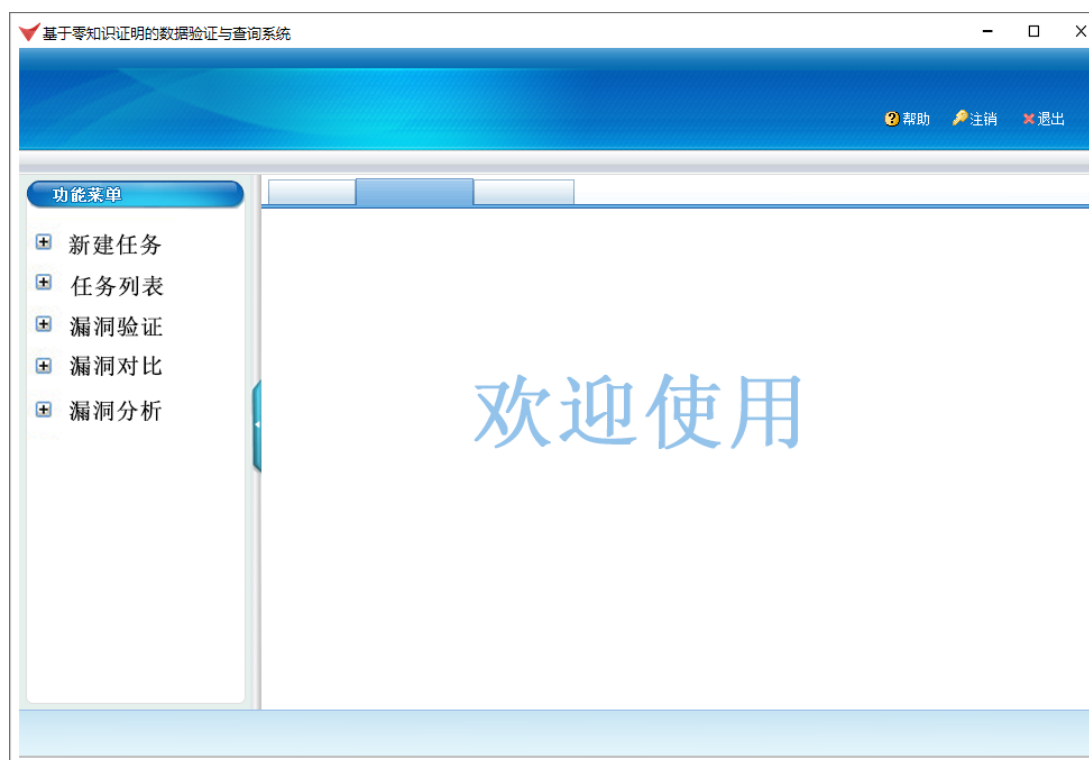 基于零知识证明的数据验证与查询系统
帮助 注销 退出
功能菜单
新建任务
任务列表
漏洞验证
漏洞对比
漏洞分析
欢迎使用